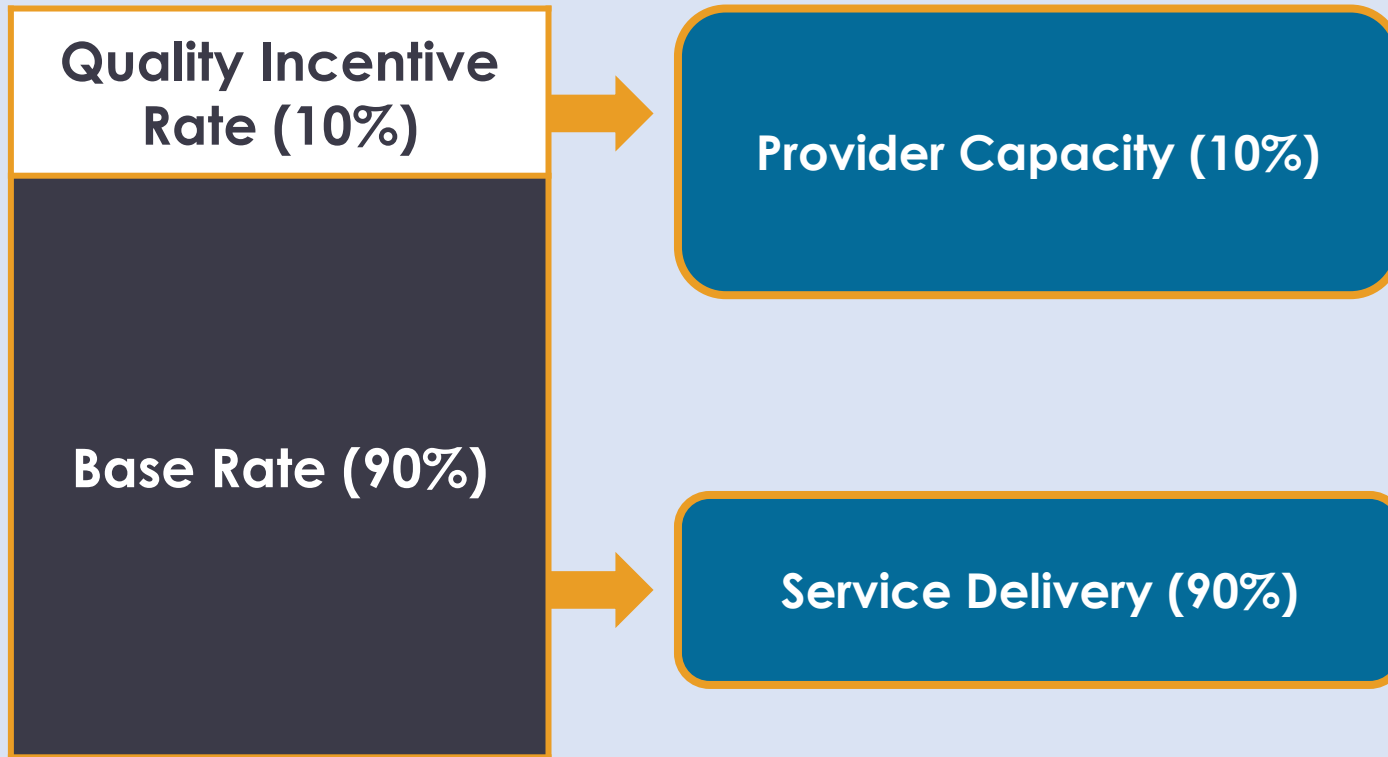 Quality Incentive
Rate (10%)
Provider Capacity (10%)
Base Rate (90%)
Service Delivery (90%)